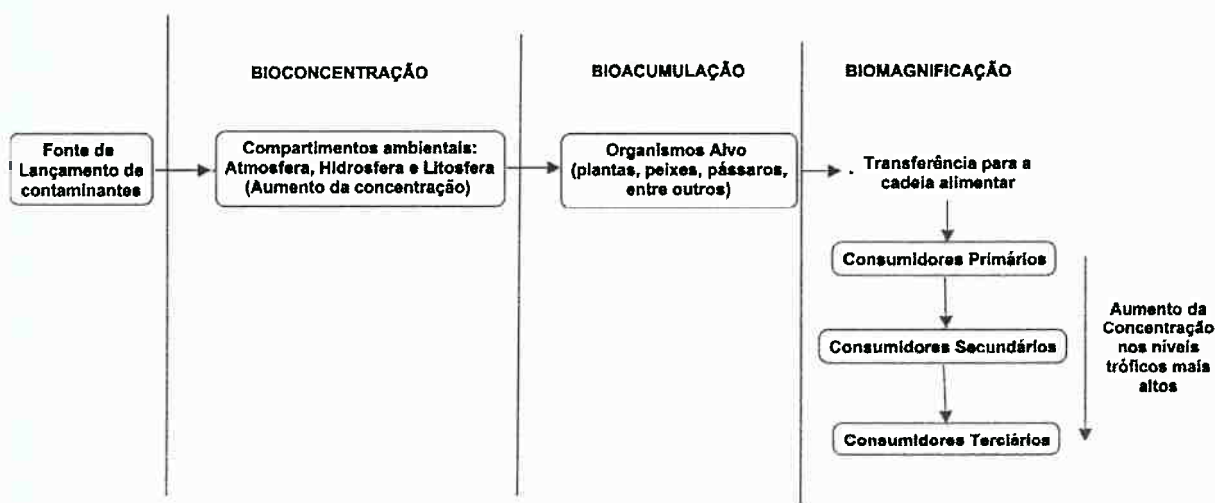 BIOCONCENTRAÇÃO
BIOACUMULAÇÃO
BIOMAGNIFICAÇÃO
Fonte de
Lançamento de
contaminantes
Compartimentos ambientais:
Atmosfera, Hidrosfera e Litosfera
(Aumento da concentração)
Organismos Alvo
(plantas, peixes, pássaros,
entre outros)
Transferência para a
cadeia alimentar
Consumidores Primários
Consumidores Secundários
Consumidores Terciários
Aumento da
Concentração
nos níveis
tróficos mais
altos